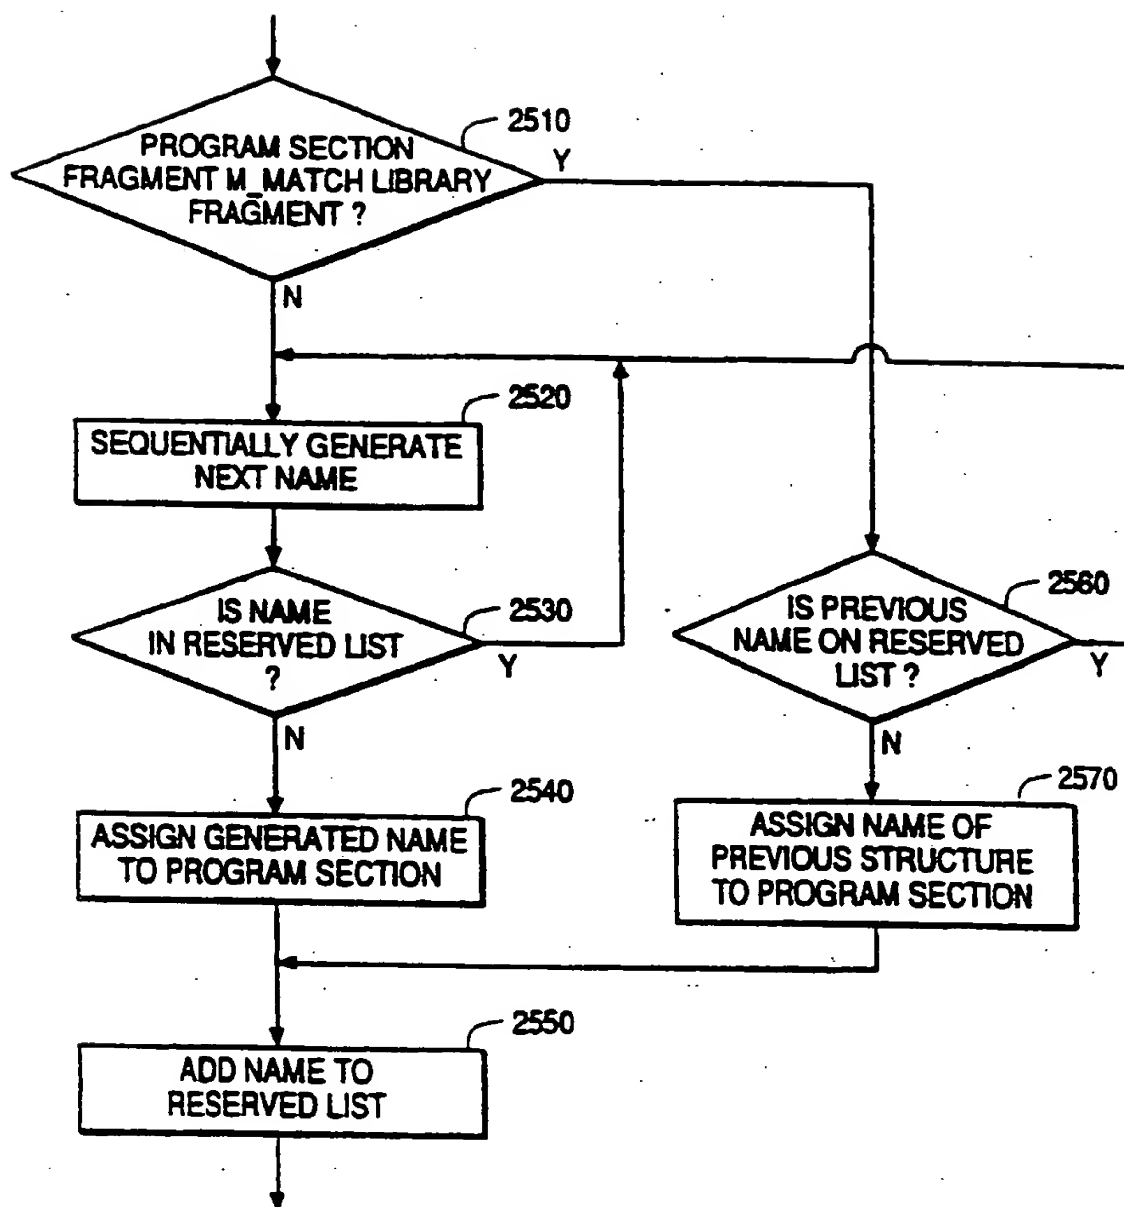 2510
PROGRAM SECTION
FRAGMENT M_MATCH LIBRARY
FRAGMENT ?
Y
N
2520
SEQUENTIALLY GENERATE
NEXT NAME
2530
IS NAME
IN RESERVED LIST
?
Y
N
2560
IS PREVIOUS
NAME ON RESERVED
LIST ?
Y
N
2540
ASSIGN GENERATED NAME
TO PROGRAM SECTION
2570
ASSIGN NAME OF
PREVIOUS STRUCTURE
TO PROGRAM SECTION
2550
ADD NAME TO
RESERVED LIST